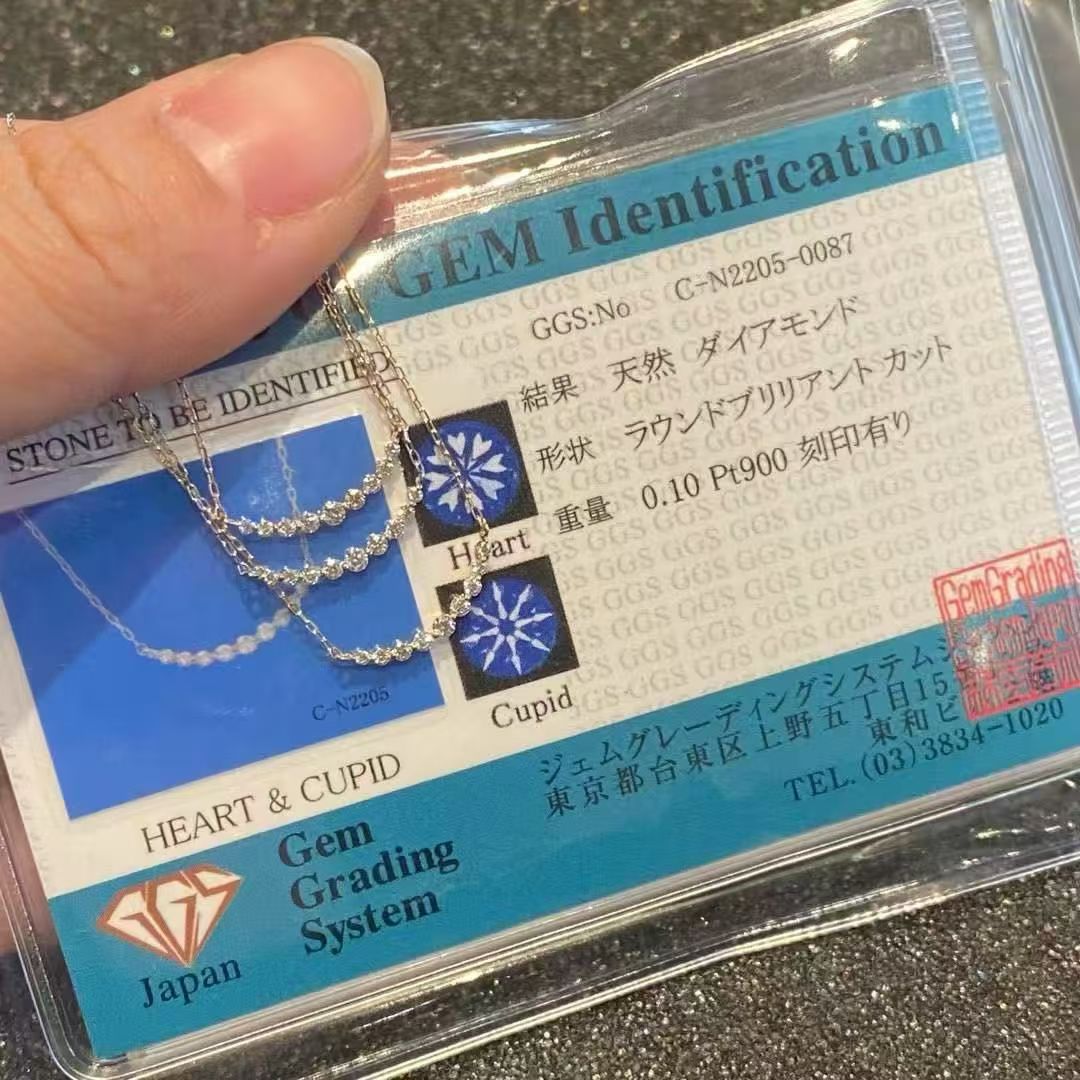 GEM Identification
GGS:No C-N2205-0087
STONE TO BE IDENTIFIED
結果 天然 ダイアモンド
形状 ラウンドブリリアント カット
重量 0.10 Pt900 刻印有り
Heart
Cupid
C-N2205
HEART & CUPID
ジェムグレーディングシステム
東京都台東区上野五丁目15
東和ビ
TEL.(03)3834-1020
GemGrading
GGS
Japan
Gem
Grading
System